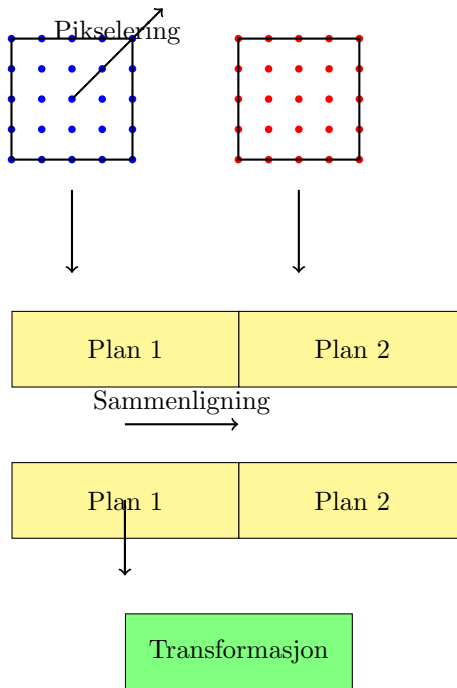 Pikselering
Plan 1
Plan 2
Sammenligning
Plan 1
Plan 2
Transformasjon